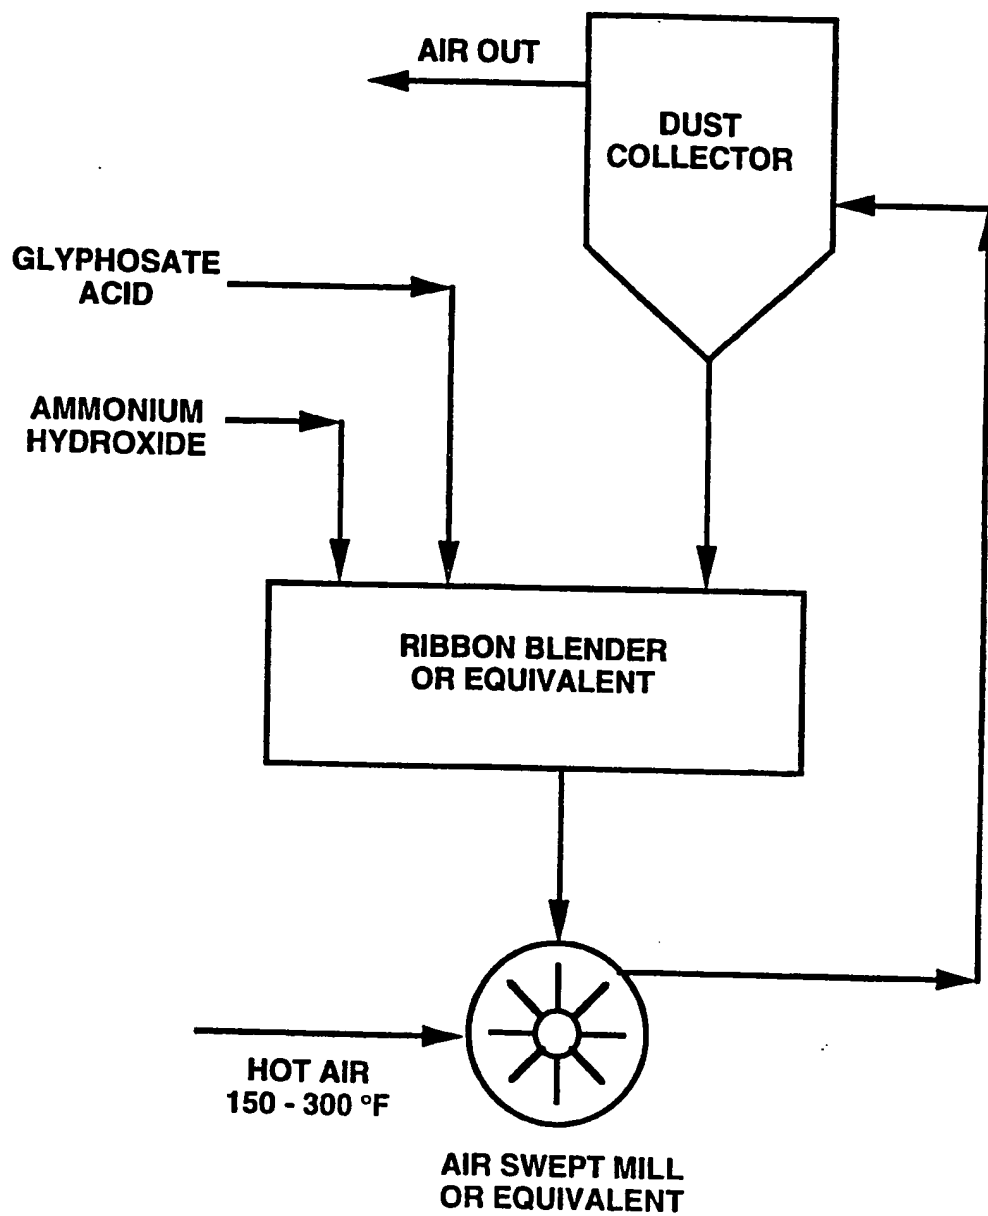 AIR OUT
DUST
COLLECTOR
GLYPHOSATE
ACID
AMMONIUM
HYDROXIDE
RIBBON BLENDER
OR EQUIVALENT
HOT AIR
150 - 300 °F
AIR SWEPT MILL
OR EQUIVALENT